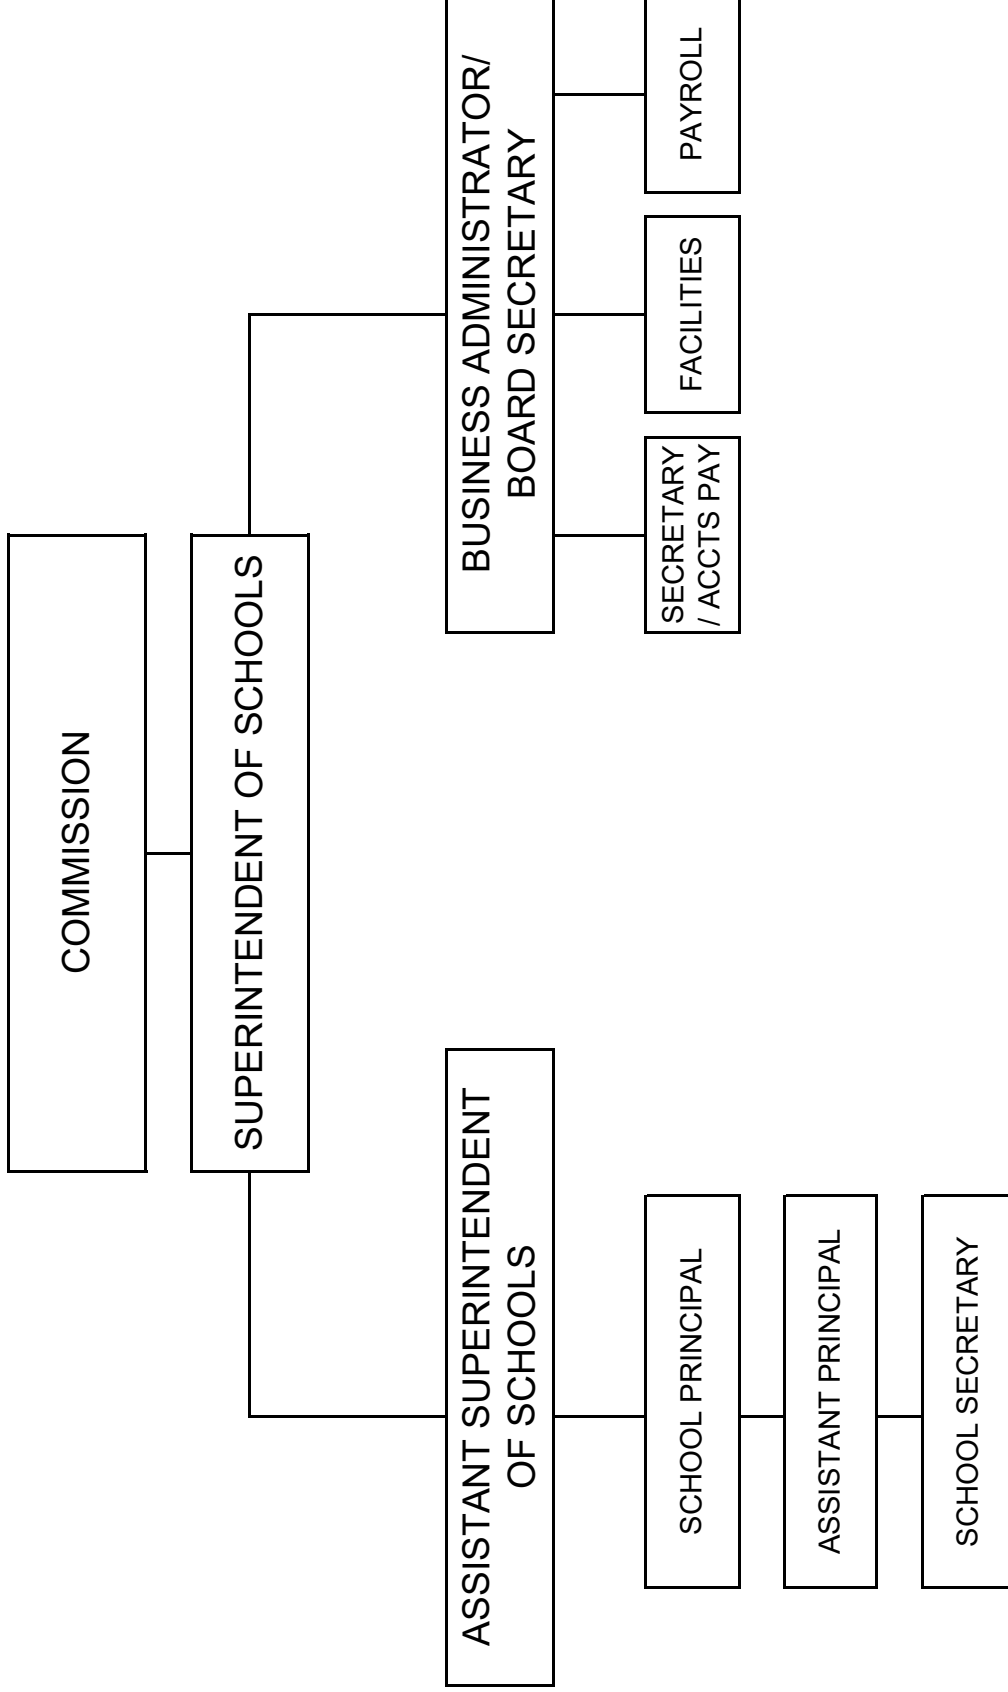 COMMISSION
SUPERINTENDENT OF SCHOOLS
ASSISTANT SUPERINTENDENT
OF SCHOOLS
BUSINESS ADMINISTRATOR/
BOARD SECRETARY
SCHOOL PRINCIPAL
SECRETARY
/ ACCTS PAY
FACILITIES
PAYROLL
ASSISTANT PRINCIPAL
SCHOOL SECRETARY